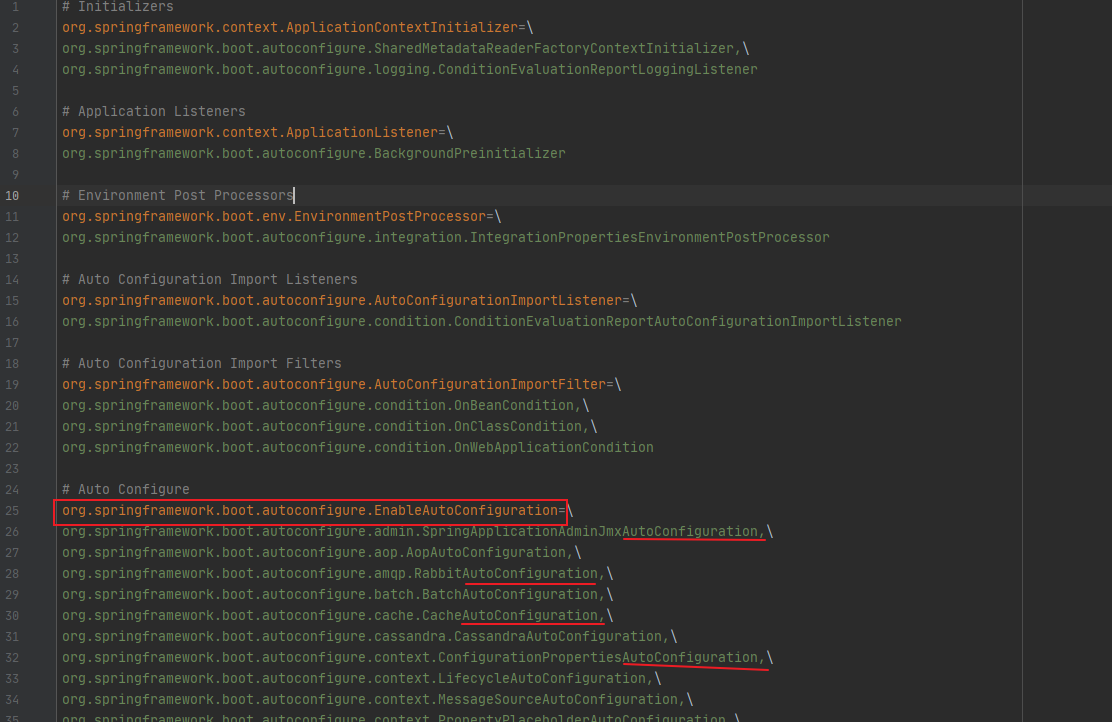 1 # Initializers
2 org.springframework.context.ApplicationContextInitializer=\
3 org.springframework.boot.autoconfigure.SharedMetadataReaderFactoryContextInitializer,\
4 org.springframework.boot.autoconfigure.logging.ConditionEvaluationReportLoggingListener
5
6 # Application Listeners
7 org.springframework.context.ApplicationListener=\
8 org.springframework.boot.autoconfigure.BackgroundPreinitializer
9
10 # Environment Post Processors
11 org.springframework.boot.env.EnvironmentPostProcessor=\
12 org.springframework.boot.autoconfigure.integration.IntegrationPropertiesEnvironmentPostProcessor
13
14 # Auto Configuration Import Listeners
15 org.springframework.boot.autoconfigure.AutoConfigurationImportListener=\
16 org.springframework.boot.autoconfigure.condition.ConditionEvaluationReportAutoConfigurationImportListener
17
18 # Auto Configuration Import Filters
19 org.springframework.boot.autoconfigure.AutoConfigurationImportFilter=\
20 org.springframework.boot.autoconfigure.condition.OnBeanCondition,\
21 org.springframework.boot.autoconfigure.condition.OnClassCondition,\
22 org.springframework.boot.autoconfigure.condition.OnWebApplicationCondition
23
24 # Auto Configure
25 org.springframework.boot.autoconfigure.EnableAutoConfiguration=\
26 org.springframework.boot.autoconfigure.admin.SpringApplicationAdminJmxAutoConfiguration,\
27 org.springframework.boot.autoconfigure.aop.AopAutoConfiguration,\
28 org.springframework.boot.autoconfigure.amqp.RabbitAutoConfiguration,\
29 org.springframework.boot.autoconfigure.batch.BatchAutoConfiguration,\
30 org.springframework.boot.autoconfigure.cache.CacheAutoConfiguration,\
31 org.springframework.boot.autoconfigure.cassandra.CassandraAutoConfiguration,\
32 org.springframework.boot.autoconfigure.context.ConfigurationPropertiesAutoConfiguration,\
33 org.springframework.boot.autoconfigure.context.LifecycleAutoConfiguration,\
34 org.springframework.boot.autoconfigure.context.MessageSourceAutoConfiguration,\
35 org.springframework.boot.autoconfigure.context.PropertyPlaceholderAutoConfiguration,\